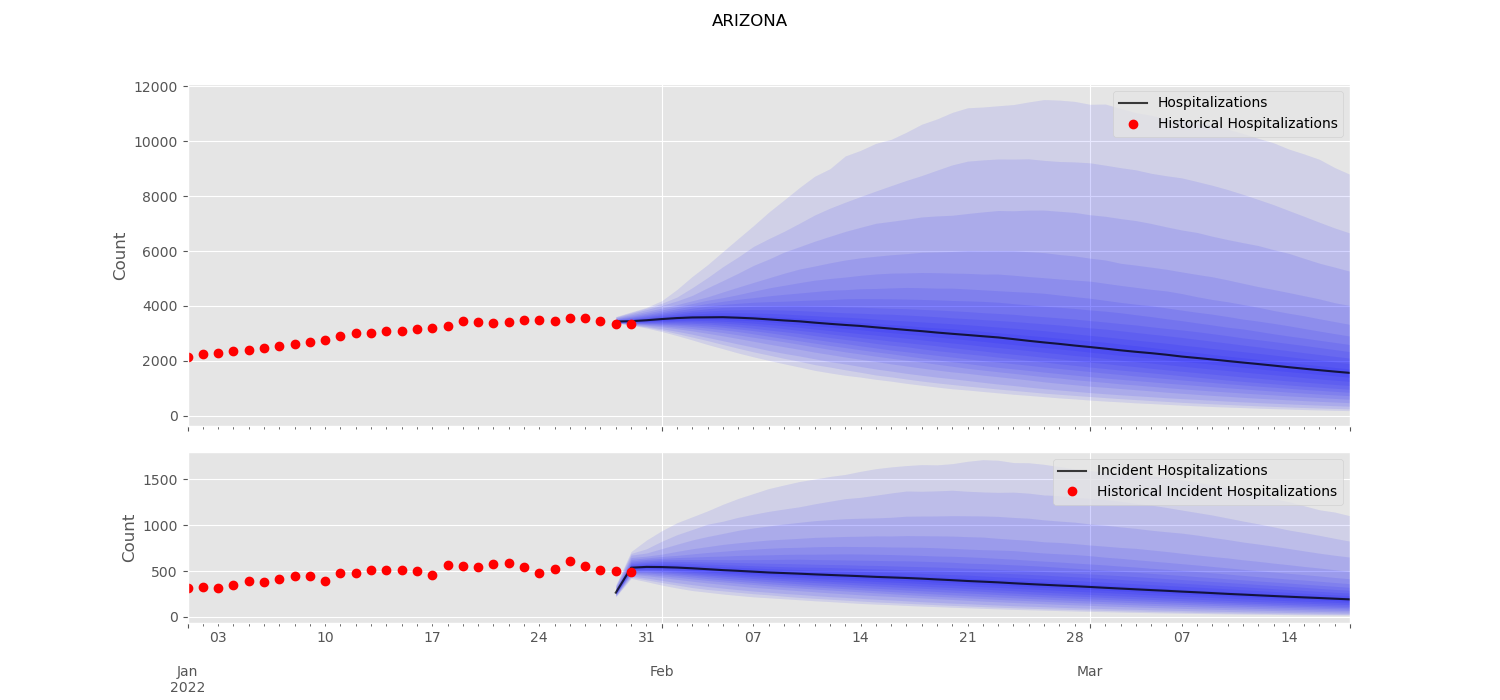 ARIZONA
12000
10000
8000
6000
4000
2000
0
Count
Hospitalizations
Historical Hospitalizations
1500
1000
500
0
Count
Incident Hospitalizations
Historical Incident Hospitalizations
03 10 17 24 31 07 14 21 28 07 14
Jan Feb Mar
2022